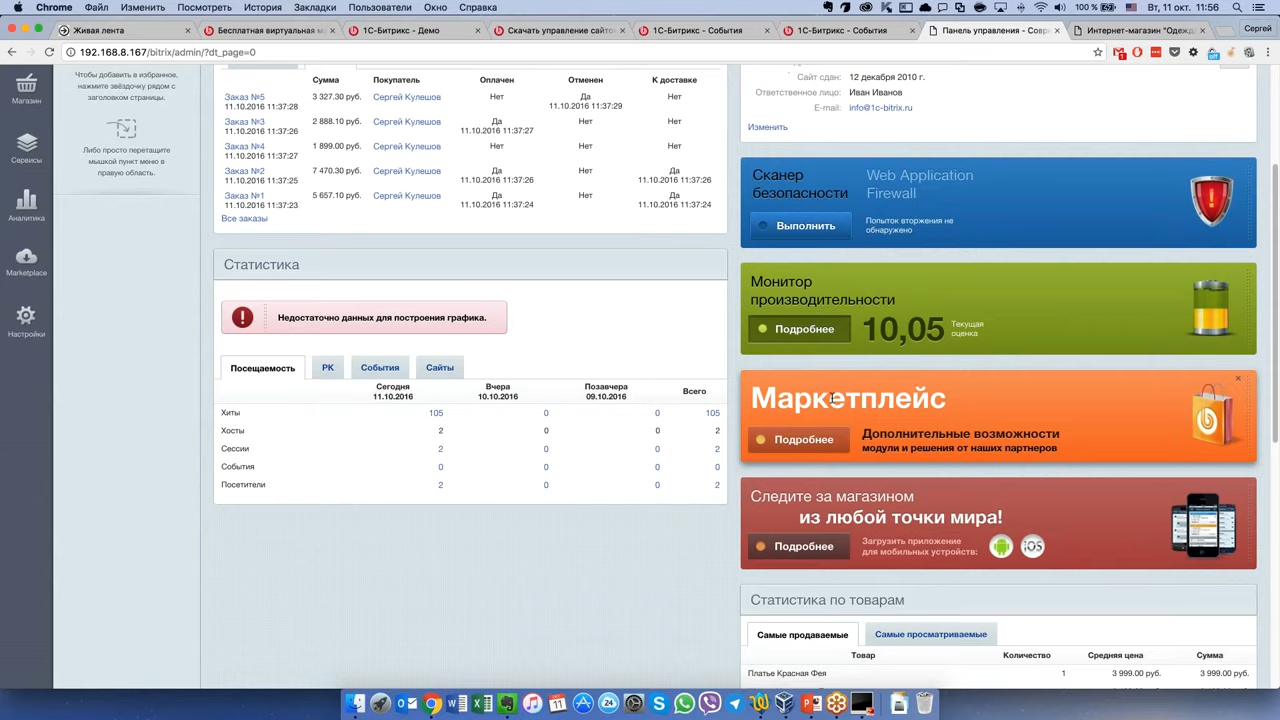 Chrome Файл Изменить Посмотреть История Закладки Пользователи Окно Справка
100 % Вт, 11 окт. 11:56
Живая лента
Бесплатная виртуальная м
1С-Битрикс - Демо
Скачать управление сайто
1С-Битрикс - События
1С-Битрикс - События
Панель управления - Совр
Интернет-магазин "Одеж
Сергей
192.168.8.167/bitrix/admin/?dt_page=0
Магазин
Сервисы
Аналитика
Marketplace
Настройки
Чтобы добавить в избранное,
нажмите звёздочку рядом с
заголовком страницы.
Либо просто перетащите
мышкой пункт меню в
правую область.
Сумма Покупатель Оплачен Отменен К доставке
Заказ №5 3 327.30 руб. Сергей Кулешов Нет Да Нет
11.10.2016 11:37:28 11.10.2016 11:37:29
Заказ №3 2 888.10 руб. Сергей Кулешов Да Нет Нет
11.10.2016 11:37:26 11.10.2016 11:37:27
Заказ №4 1 899.00 руб. Сергей Кулешов Нет Нет Нет
11.10.2016 11:37:27
Заказ №2 7 470.30 руб. Сергей Кулешов Да Нет Да
11.10.2016 11:37:25 11.10.2016 11:37:26 11.10.2016 11:37:26
Заказ №1 5 657.10 руб. Сергей Кулешов Да Нет Да
11.10.2016 11:37:23 11.10.2016 11:37:24 11.10.2016 11:37:24
Все заказы
Статистика
Недостаточно данных для построения графика.
Посещаемость РК События Сайты
Сегодня Вчера Позавчера Всего
11.10.2016 10.10.2016 09.10.2016
Хиты 105 0 0 105
Хосты 2 0 0 2
Сессии 2 0 0 2
События 0 0 0 0
Посетители 2 0 0 2
Сайт сдан: 12 декабря 2010 г.
Ответственное лицо: Иван Иванов
E-mail: info@1c-bitrix.ru
Изменить
Сканер Web Application
безопасности Firewall
Выполнить
Попыток вторжения не
обнаружено
Монитор
производительности
Подробнее 10,05 Текущая
оценка
Маркетплейс
Подробнее
Дополнительные возможности
модули и решения от наших партнеров
Следите за магазином
из любой точки мира!
Подробнее
Загрузить приложение
для мобильных устройств:
iOS
Статистика по товарам
Самые продаваемые Самые просматриваемые
Товар Количество Средняя цена Сумма
Платье Красная Фея 1 3 999.00 руб. 3 999.00 руб.